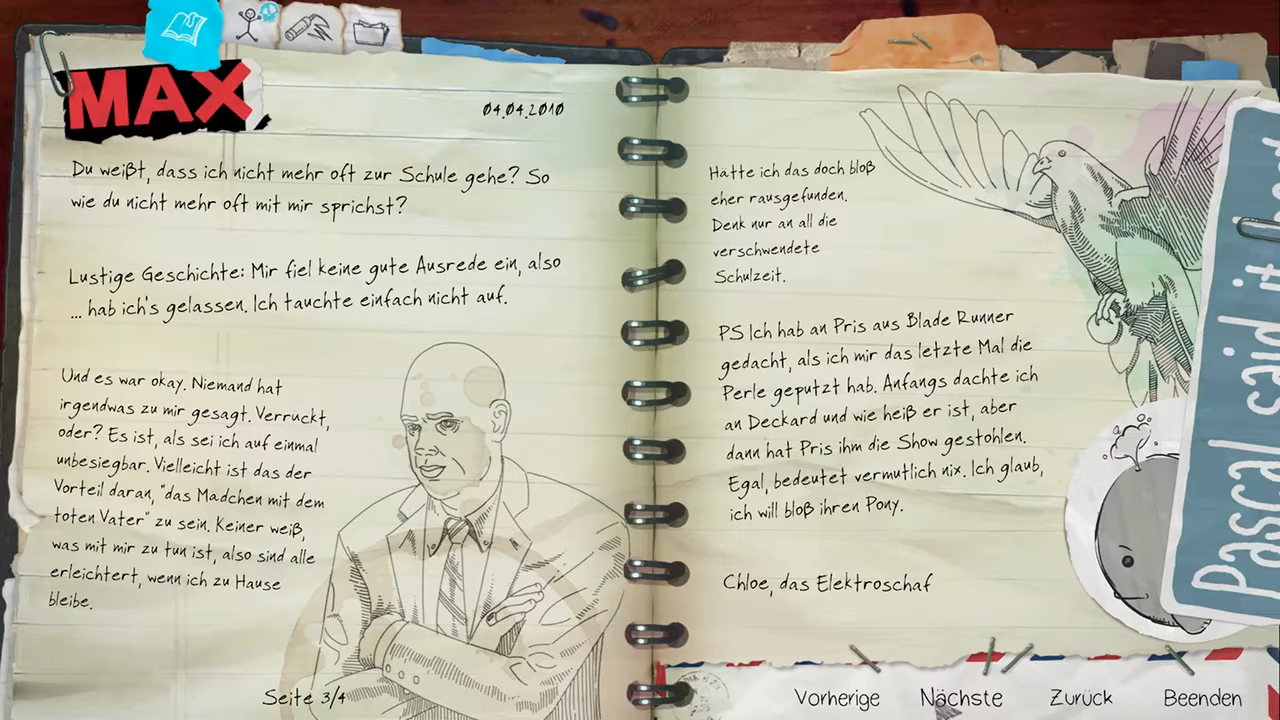 MAX
04.04.2010
Du weißt, dass ich nicht mehr oft zur Schule gehe? So
wie du nicht mehr oft mit mir sprichst?
Lustige Geschichte: Mir fiel keine gute Ausrede ein, also
... hab ich's gelassen. Ich tauchte einfach nicht auf.
Und es war okay. Niemand hat
irgendwas zu mir gesagt. Verrückt,
oder? Es ist, als sei ich auf einmal
unbesiegbar. Vielleicht ist das der
Vorteil daran, "das Mädchen mit dem
toten Vater" zu sein. Keiner weiß,
was mit mir zu tun ist, also sind alle
erleichtert, wenn ich zu Hause
bleibe.
Seite 3/4
Hätte ich das doch bloß
eher rausgefunden.
Denk nur an all die
verschwendete
Schulzeit.
PS Ich hab an Pris aus Blade Runner
gedacht, als ich mir das letzte Mal die
Perle geputzt hab. Anfangs dachte ich
an Deckard und wie heiß er ist, aber
dann hat Pris ihm die Show gestohlen.
Egal, bedeutet vermutlich nix. Ich glaub,
ich will bloß ihren Pony.
Chloe, das Elektroschaf
Pascal said it
Vorherige Nächste Zurück Beenden